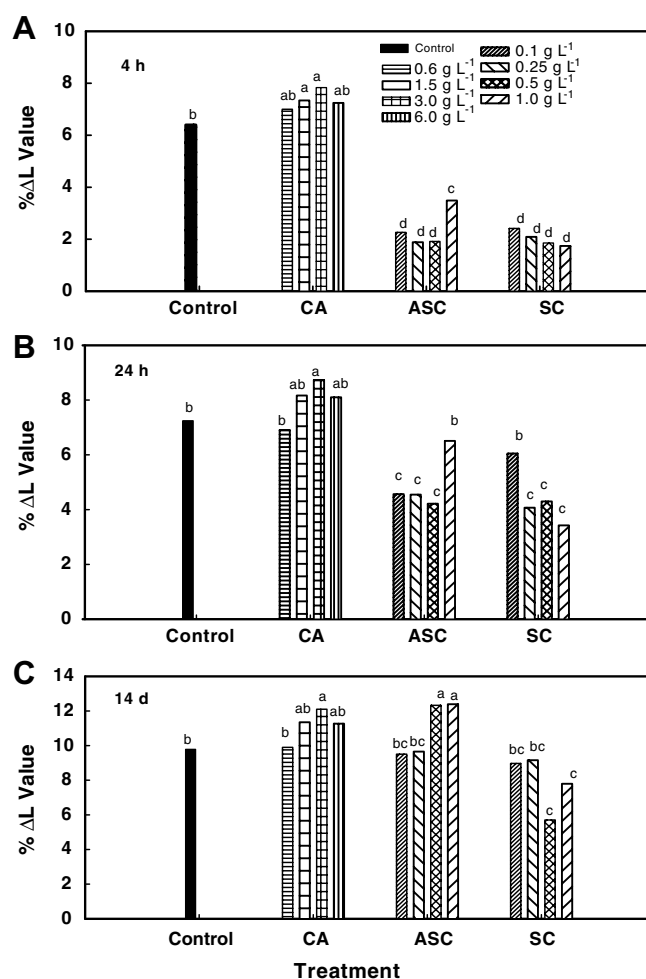 A
4 h
Control
0.6 g L-1
1.5 g L-1
3.0 g L-1
6.0 g L-1
0.1 g L-1
0.25 g L-1
0.5 g L-1
1.0 g L-1
%ΔL Value
10
8
6
4
2
0
b
ab
a
a
ab
d
d
d
c
d
d
d
d
Control CA ASC SC
B
24 h
% ΔL Value
10
8
6
4
2
0
b
b
ab
a
ab
c
c
c
b
b
c
c
c
Control CA ASC SC
C
14 d
% ΔL Value
14
12
10
8
6
4
2
0
b
b
ab
a
ab
bc
bc
a
a
bc
bc
c
c
Control CA ASC SC
Treatment